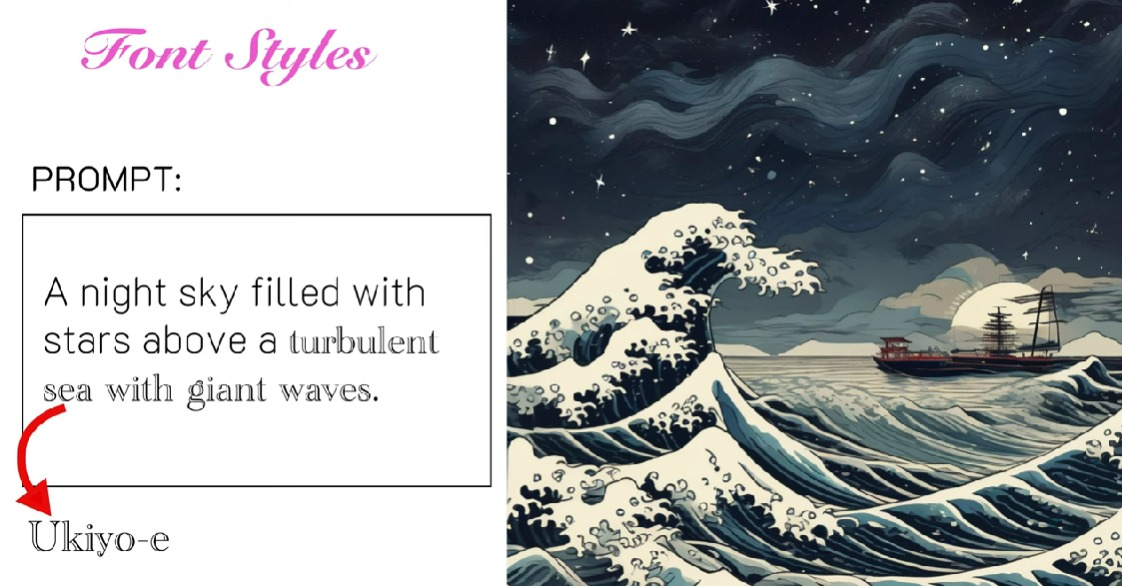 Font Styles
PROMPT:
A night sky filled with
stars above a turbulent
sea with giant waves.
Ukiyo-e